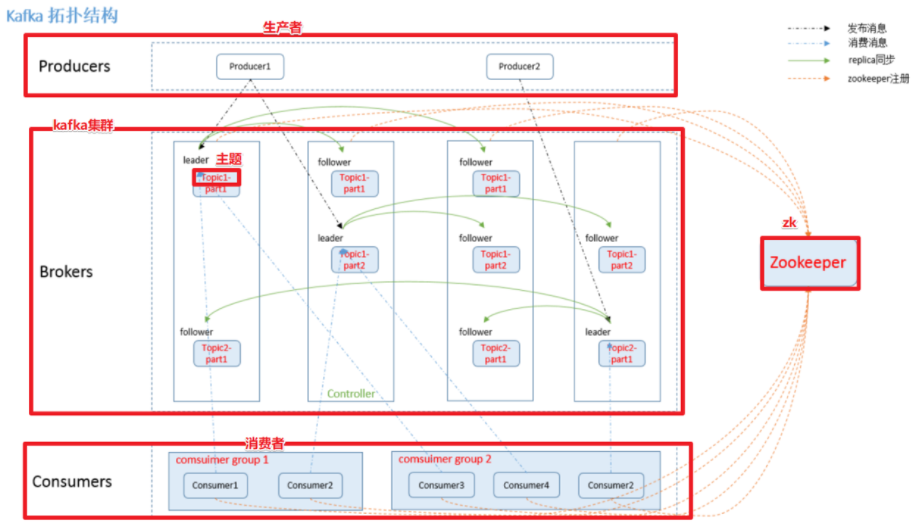 Kafka 拓扑结构
生产者
发布消息
消费消息
replica同步
zookeeper注册
Producers
Producer1
Producer2
kafka集群
leader
主题
follower
follower
Topic1-
part1
Topic1-
part1
Topic1-
part1
zk
leader
follower
follower
Topic1-
part2
Topic1-
part2
Topic1-
part2
Zookeeper
Brokers
follower
follower
leader
Topic2-
part1
Topic2-
part1
Topic2-
part1
Controller
消费者
comsuimer group 1
comsuimer group 2
Consumers
Consumer1
Consumer2
Consumer3
Consumer4
Consumer2